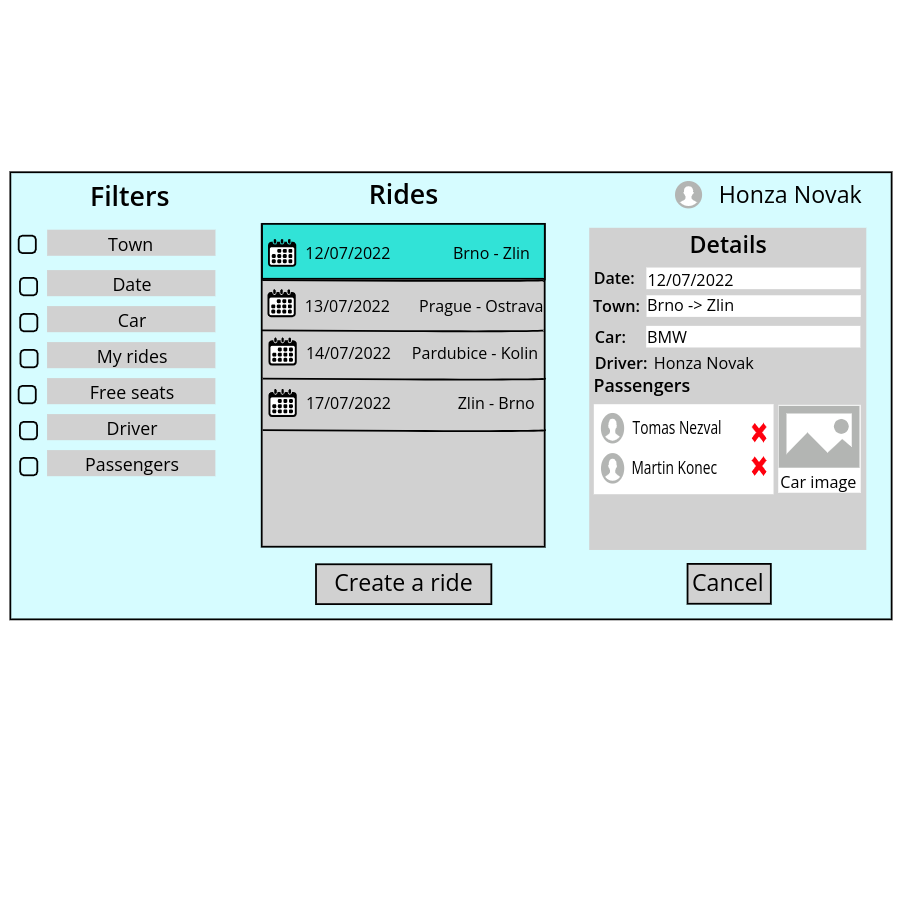 Filters
Town
Date
Car
My rides
Free seats
Driver
Passengers
Rides
12/07/2022 Brno - Zlin
13/07/2022 Prague - Ostrava
14/07/2022 Pardubice - Kolin
17/07/2022 Zlin - Brno
Create a ride
Honza Novak
Details
Date: 12/07/2022
Town: Brno -> Zlin
Car: BMW
Driver: Honza Novak
Passengers
Tomas Nezval
Martin Konec
Car image
Cancel